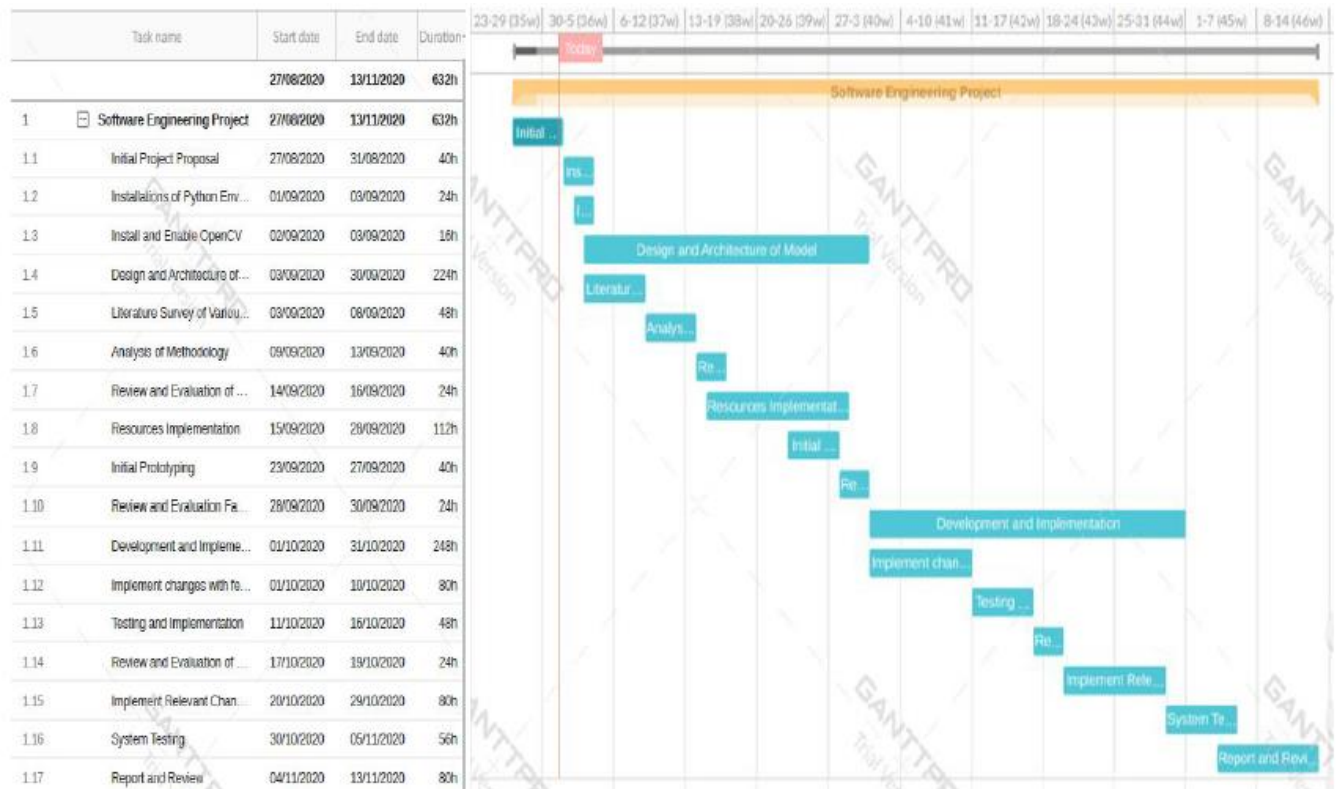 Task name Start date End date Duration 23-29 (35w) 30-5 (36w) 6-12 (37w) 13-19 (38w) 20-26 (39w) 27-3 (40w) 4-10 (41w) 11-17 (42w) 18-24 (43w) 25-31 (44w) 1-7 (45w) 8-14 (46w)
Today
27/08/2020 13/11/2020 632h
Software Engineering Project
1 Software Engineering Project 27/08/2020 13/11/2020 632h
Initial ...
1.1 Initial Project Proposal 27/08/2020 31/08/2020 40h
Ins...
1.2 Installations of Python Env... 01/09/2020 03/09/2020 24h
I...
1.3 Install and Enable OpenCV 02/09/2020 03/09/2020 16h
Design and Architecture of Model
1.4 Design and Architecture of... 03/09/2020 30/09/2020 224h
Literatur...
1.5 Literature Survey of Variou... 03/09/2020 08/09/2020 48h
Analys...
1.6 Analysis of Methodology 09/09/2020 13/09/2020 40h
Re...
1.7 Review and Evaluation of ... 14/09/2020 16/09/2020 24h
Resources Implementat...
1.8 Resources Implementation 15/09/2020 28/09/2020 112h
Initial ...
1.9 Initial Prototyping 23/09/2020 27/09/2020 40h
Re...
1.10 Review and Evaluation Fa... 28/09/2020 30/09/2020 24h
Development and Implementation
1.11 Development and Impleme... 01/10/2020 31/10/2020 248h
Implement chan...
1.12 Implement changes with fe... 01/10/2020 10/10/2020 80h
Testing ...
1.13 Testing and Implementation 11/10/2020 16/10/2020 48h
Re...
1.14 Review and Evaluation of ... 17/10/2020 19/10/2020 24h
Implement Rele...
1.15 Implement Relevant Chan... 20/10/2020 29/10/2020 80h
System Te...
1.16 System Testing 30/10/2020 05/11/2020 56h
Report and Revi...
1.17 Report and Review 04/11/2020 13/11/2020 80h
GANTTPRO
Trial Version
GANTTPRO
Trial Version